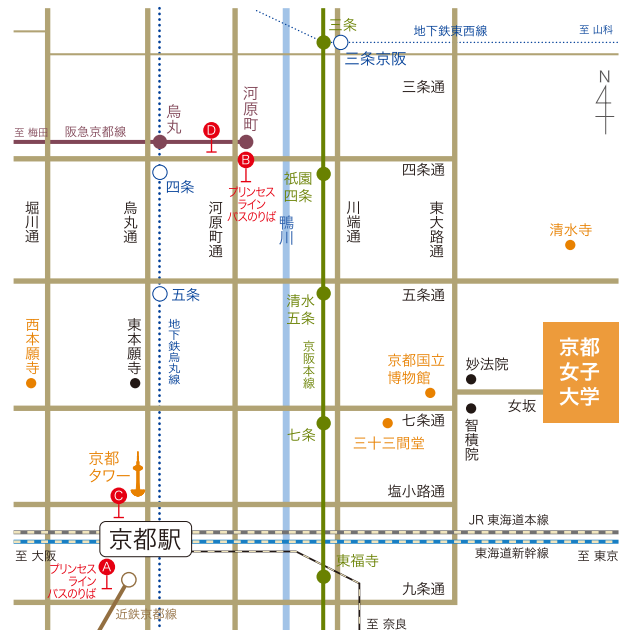 三条
地下鉄東西線
至 山科
三条京阪
三条通
N
河原町
烏丸
D
至 梅田
阪急京都線
B
四条通
四条
祇園
四条
プリンセス
ライン
バスのりば
堀川通
烏丸通
河原町通
鴨川
川端通
東大路通
清水寺
五条
清水
五条
五条通
西本願寺
東本願寺
地下鉄烏丸線
京阪本線
京都国立
博物館
妙法院
京都
女子
大学
女坂
七条
七条通
三十三間堂
智積院
京都
タワー
C
塩小路通
JR 東海道本線
京都駅
至 大阪
東海道新幹線
至 東京
A
プリンセス
ライン
バスのりば
東福寺
九条通
近鉄京都線
至 奈良